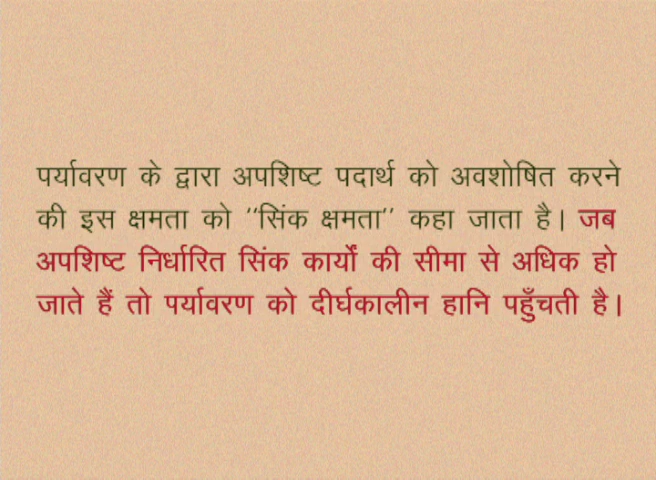 पर्यावरण के द्वारा अपशिष्ट पदार्थ को अवशोषित करने
की इस क्षमता को ''सिंक क्षमता'' कहा जाता है। जब
अपशिष्ट निर्धारित सिंक कार्यों की सीमा से अधिक हो
जाते हैं तो पर्यावरण को दीर्घकालीन हानि पहुँचती है।